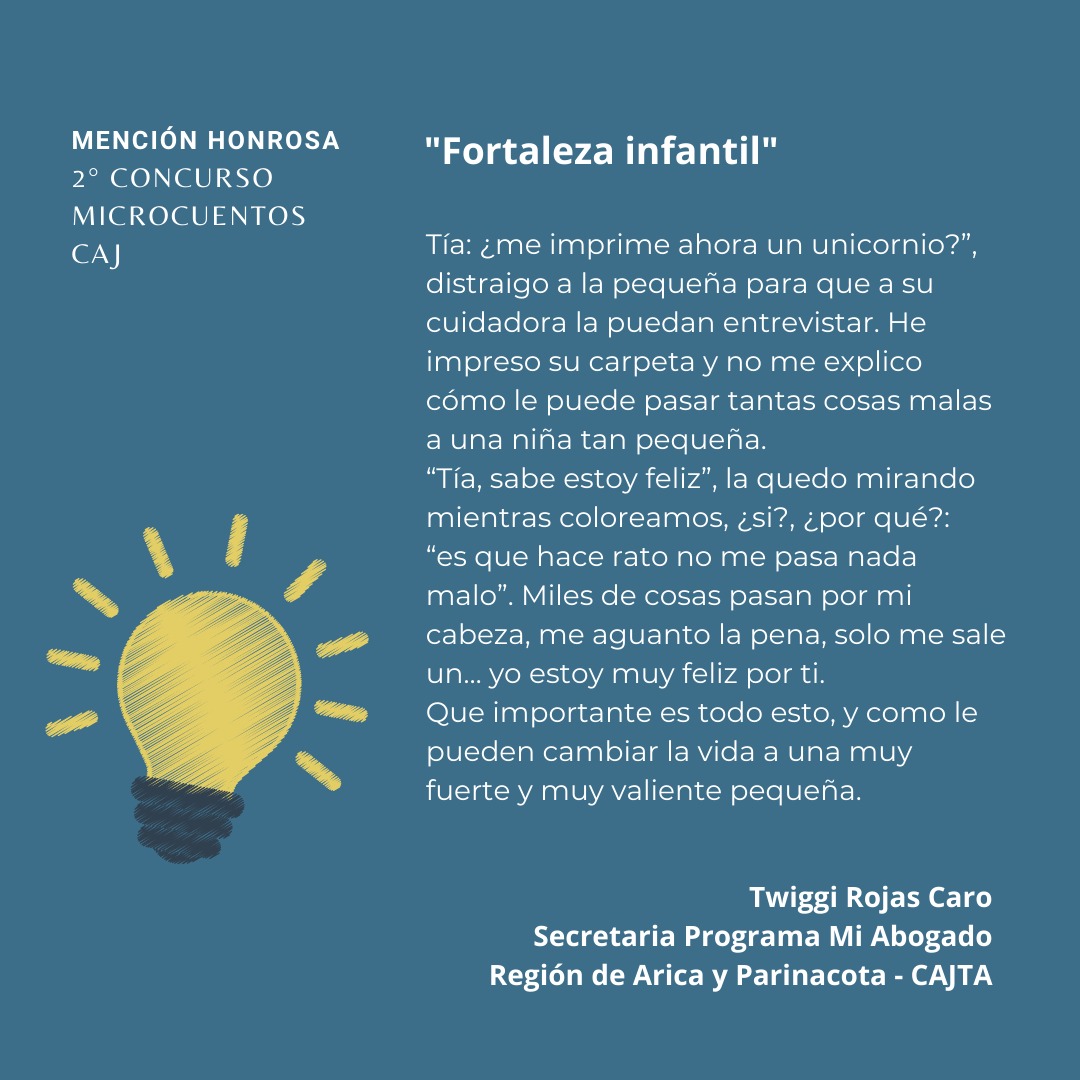 MENCIÓN HONROSA
2° CONCURSO
MICROCUENTOS
CAJ
"Fortaleza infantil"
Tía: ¿me imprime ahora un unicornio?”,
distraigo a la pequeña para que a su
cuidadora la puedan entrevistar. He
impreso su carpeta y no me explico
cómo le puede pasar tantas cosas malas
a una niña tan pequeña.
“Tía, sabe estoy feliz”, la quedo mirando
mientras coloreamos, ¿si?, ¿por qué?:
“es que hace rato no me pasa nada
malo”. Miles de cosas pasan por mi
cabeza, me aguanto la pena, solo me sale
un... yo estoy muy feliz por ti.
Que importante es todo esto, y como le
pueden cambiar la vida a una muy
fuerte y muy valiente pequeña.
Twiggi Rojas Caro
Secretaria Programa Mi Abogado
Región de Arica y Parinacota - CAJTA